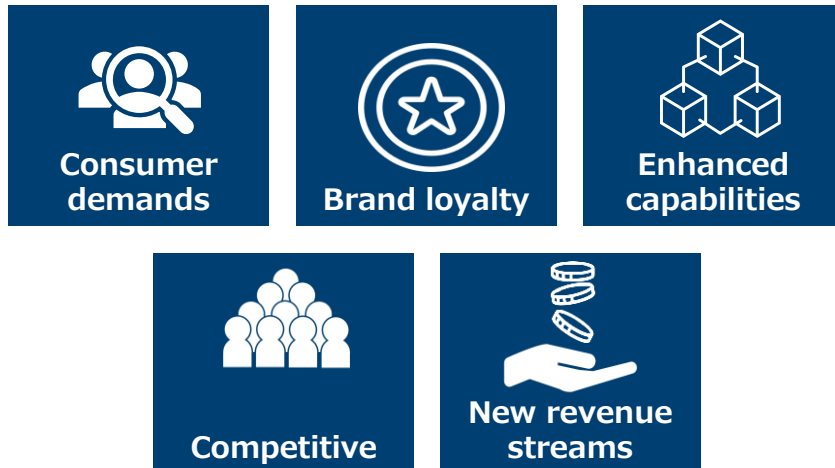 Consumer
demands
Brand loyalty
Enhanced
capabilities
Competitive
New revenue
streams